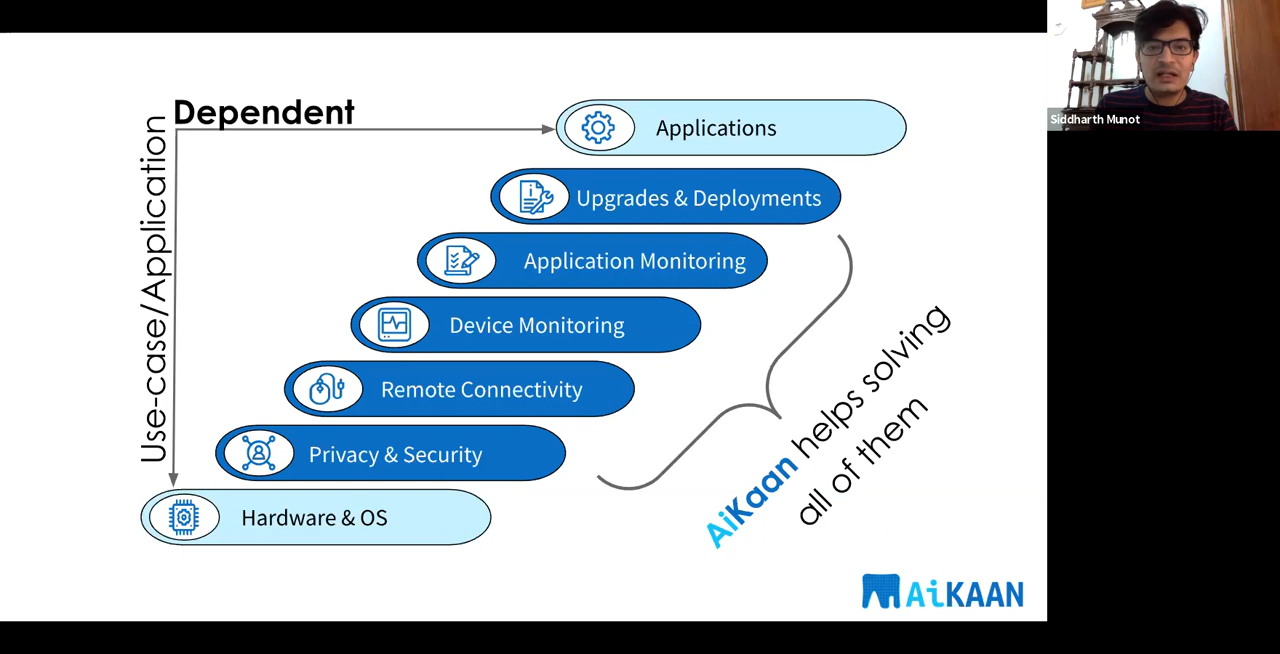 Dependent
Use-case/Application
Applications
Upgrades & Deployments
Application Monitoring
Device Monitoring
Remote Connectivity
Privacy & Security
Hardware & OS
AiKaan helps solving
all of them
AiKAAN
Siddharth Munot